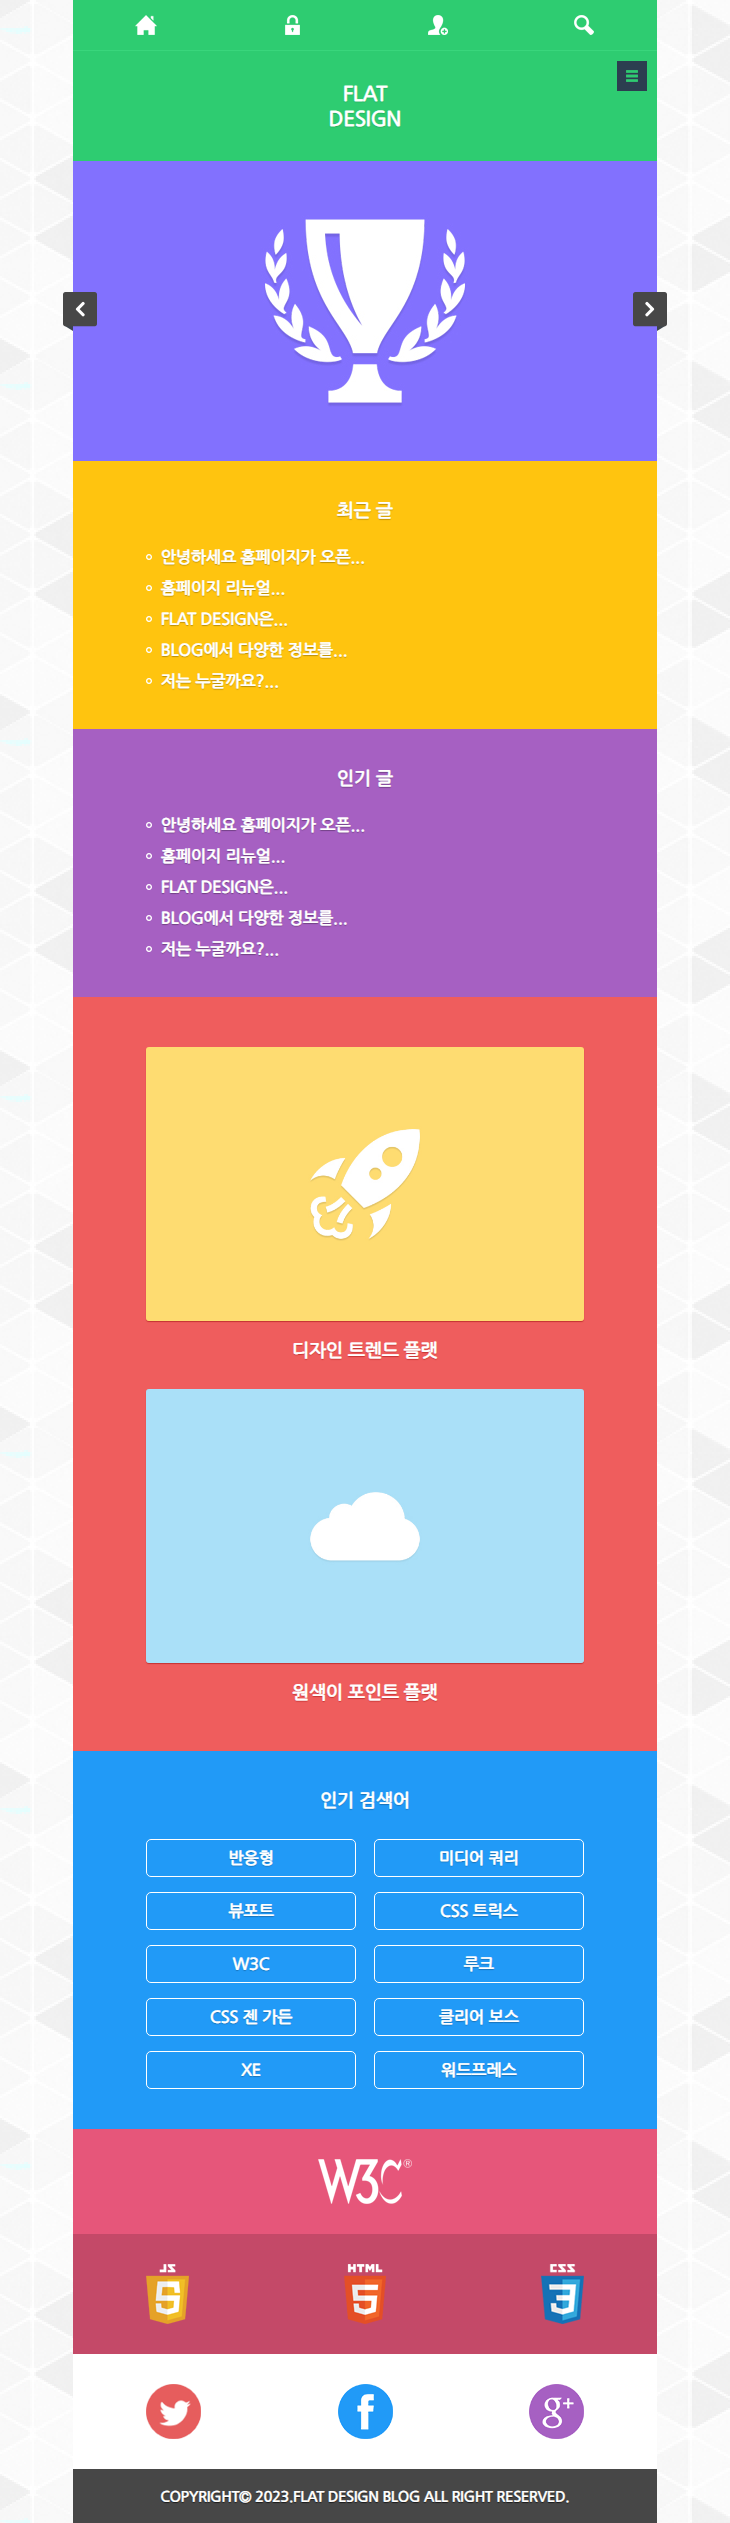 FLAT
DESIGN
최근 글
안녕하세요 홈페이지가 오픈...
홈페이지 리뉴얼...
FLAT DESIGN은...
BLOG에서 다양한 정보를...
저는 누굴까요?...
인기 글
안녕하세요 홈페이지가 오픈...
홈페이지 리뉴얼...
FLAT DESIGN은...
BLOG에서 다양한 정보를...
저는 누굴까요?...
디자인 트렌드 플랫
원색이 포인트 플랫
인기 검색어
반응형 미디어 쿼리
뷰포트 CSS 트릭스
W3C 루크
CSS 젠 가든 클리어 보스
XE 워드프레스
W3C®
JS HTML CSS
5 3
g+
COPYRIGHT© 2023.FLAT DESIGN BLOG ALL RIGHT RESERVED.